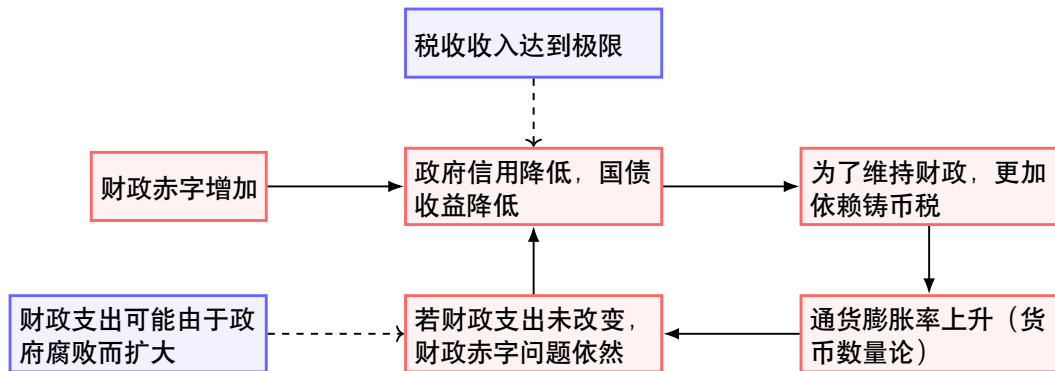 税收收入达到极限
财政赤字增加
政府信用降低，国债
收益降低
为了维持财政，更加
依赖铸币税
财政支出可能由于政
府腐败而扩大
若财政支出未改变，
财政赤字问题依然
通货膨胀率上升（货
币数量论）